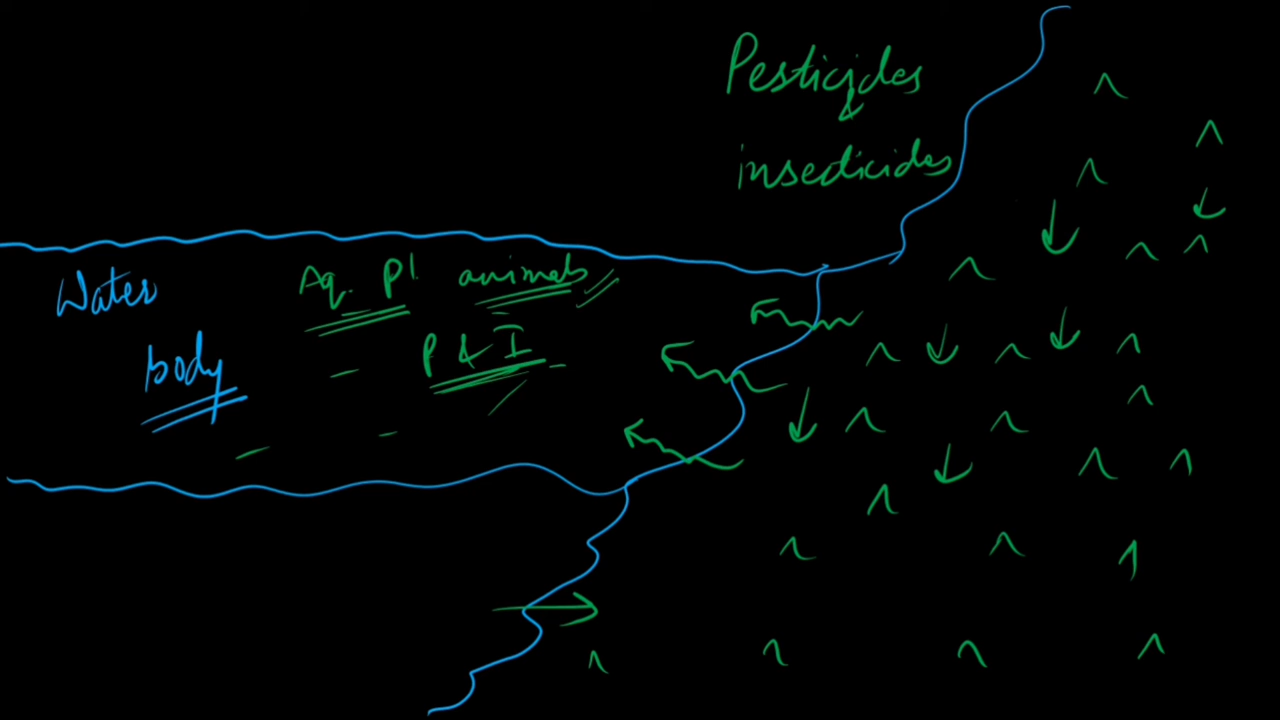 Pesticides
&
insecticides
Water
body
Aq. Pl. animals
P & I